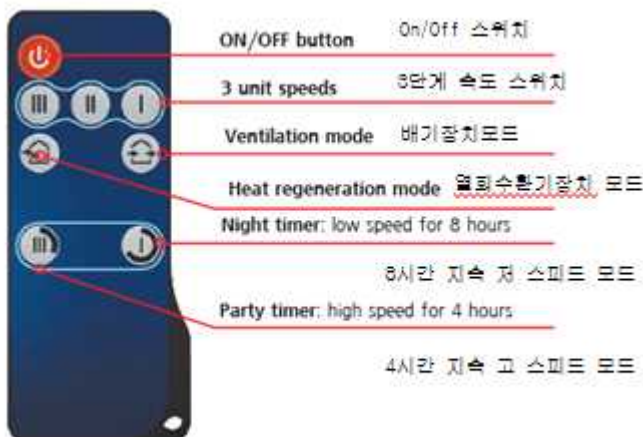 ON/OFF button On/Off 스위치
3 unit speeds 3단계 속도 스위치
III II I
Ventilation mode 배기장치모드
Heat regeneration mode 열회수환기장치 모드
Night timer: low speed for 8 hours
III I
8시간 지속 저 스피드 모드
Party timer: high speed for 4 hours
4시간 지속 고 스피드 모드